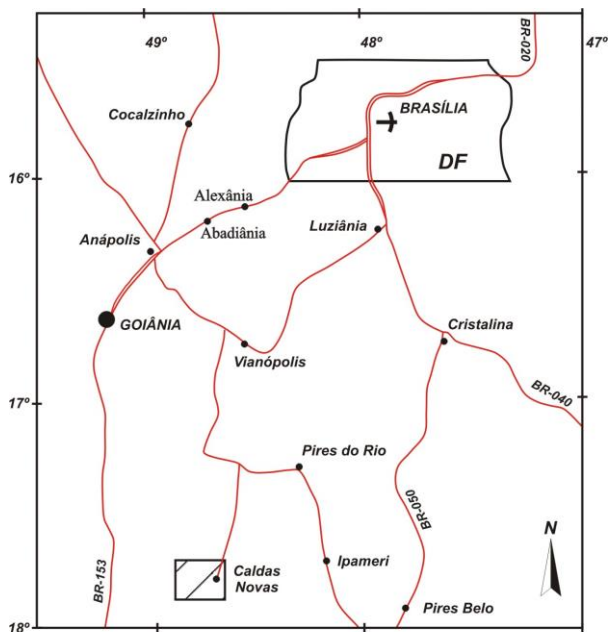 49º
48º
47º
BR-020
Cocalzinho
BRASÍLIA
DF
16º
Alexânia
Abadiânia
Luziânia
Anápolis
GOIÂNIA
Cristalina
Vianópolis
BR-040
17º
Pires do Rio
BR-050
N
Caldas
Novas
Ipameri
BR-153
Pires Belo
18º